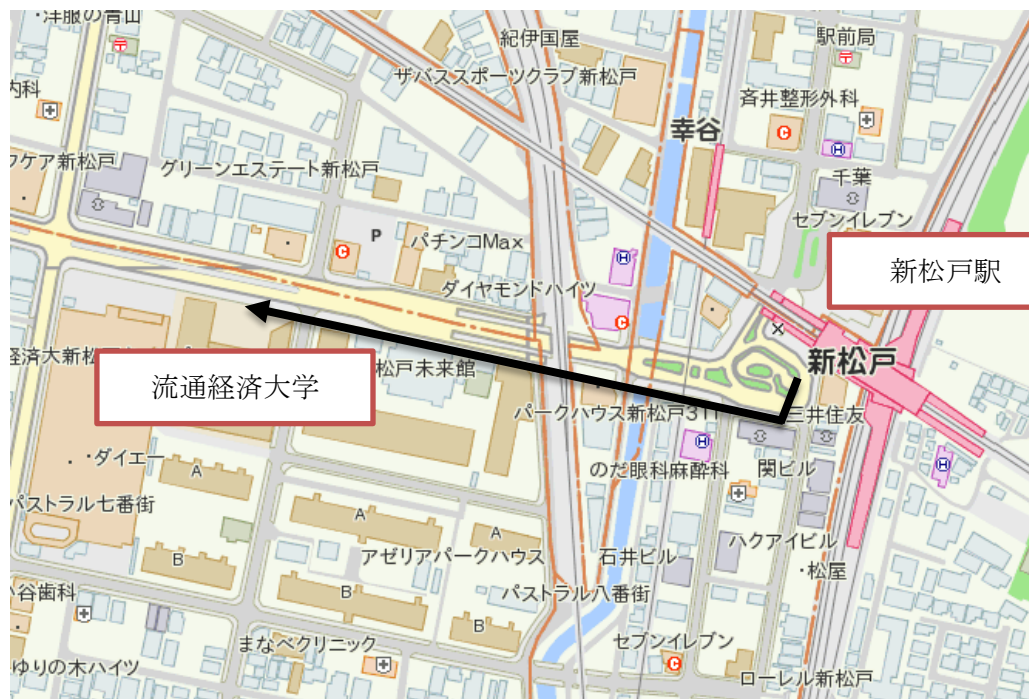 ・洋服の青山
紀伊国屋
駅前局
ザバススポーツクラブ新松戸
内科
斉井整形外科
幸谷
ケア新松戸
グリーンエステート新松戸
千葉
セブンイレブン
P
パチンコMax
新松戸駅
ダイヤモンドハイツ
新松戸
経済大新松
松戸未来館
流通経済大学
パークハウス新松戸311
三井住友
・ダイエー
A
のだ眼科麻酔科
関ビル
パストラル七番街
A
A
ハクアイビル
B
アゼリアパークハウス
石井ビル
・松屋
谷歯科
B
パストラル八番街
B
まなべクリニック
セブンイレブン
ゆりの木ハイツ
ローレル新松戸